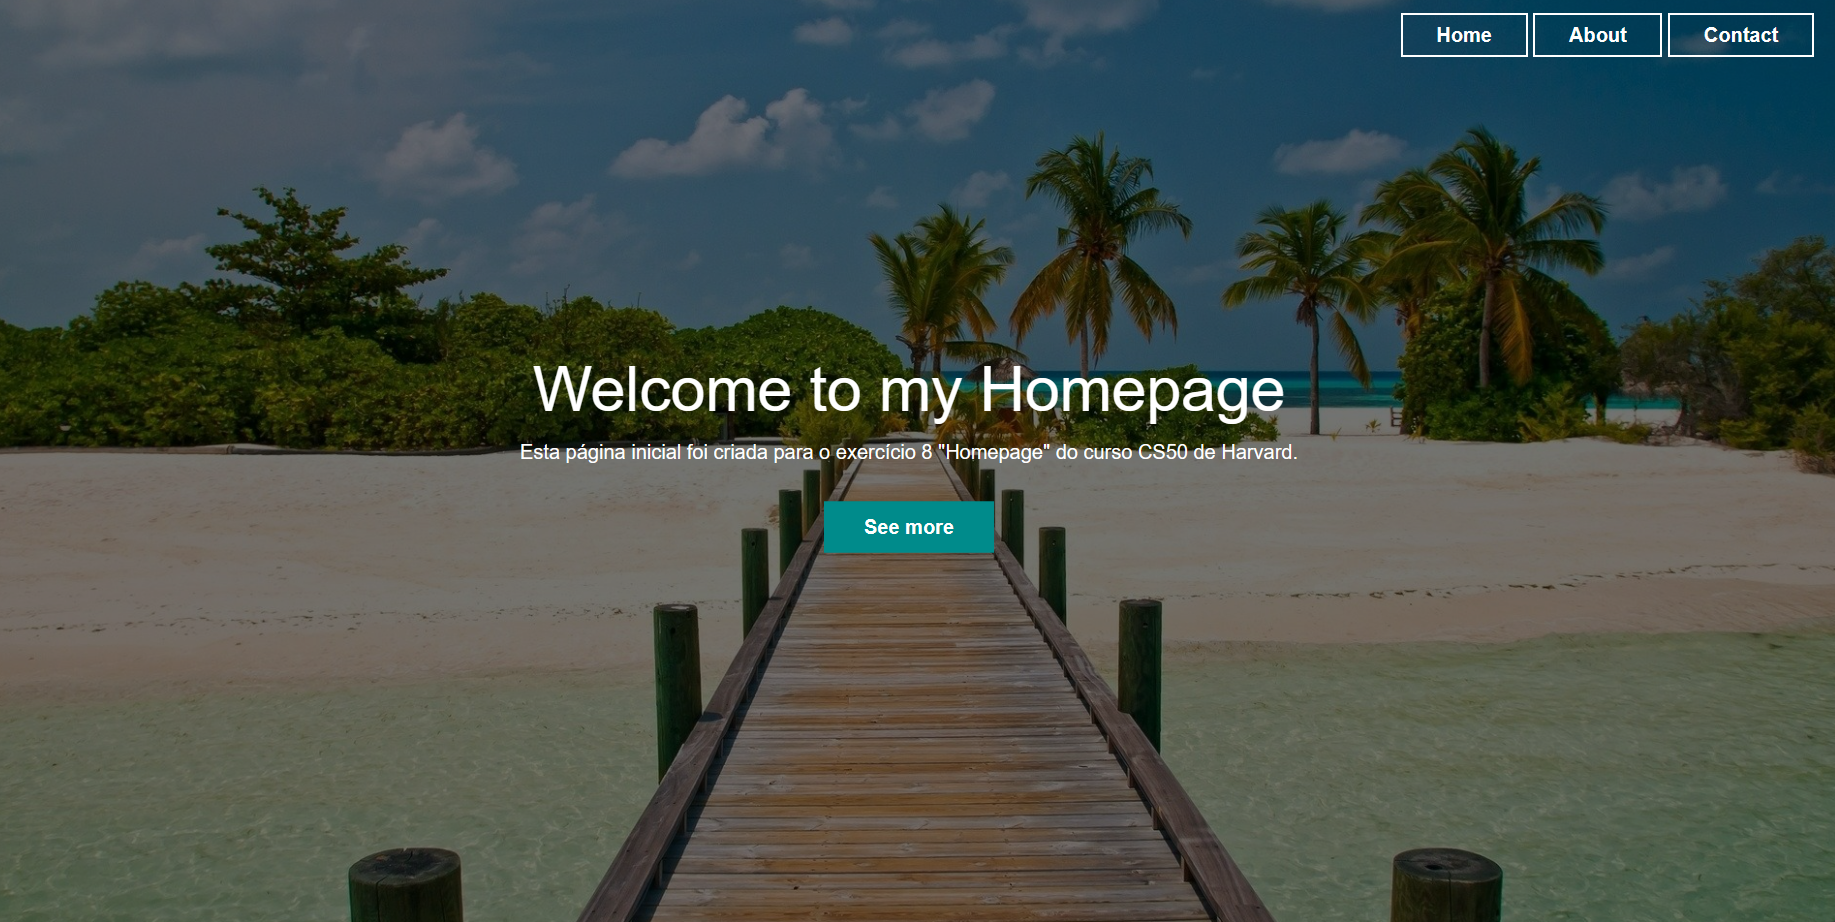 Home About Contact
Welcome to my Homepage
Esta página inicial foi criada para o exercício 8 "Homepage" do curso CS50 de Harvard.
See more